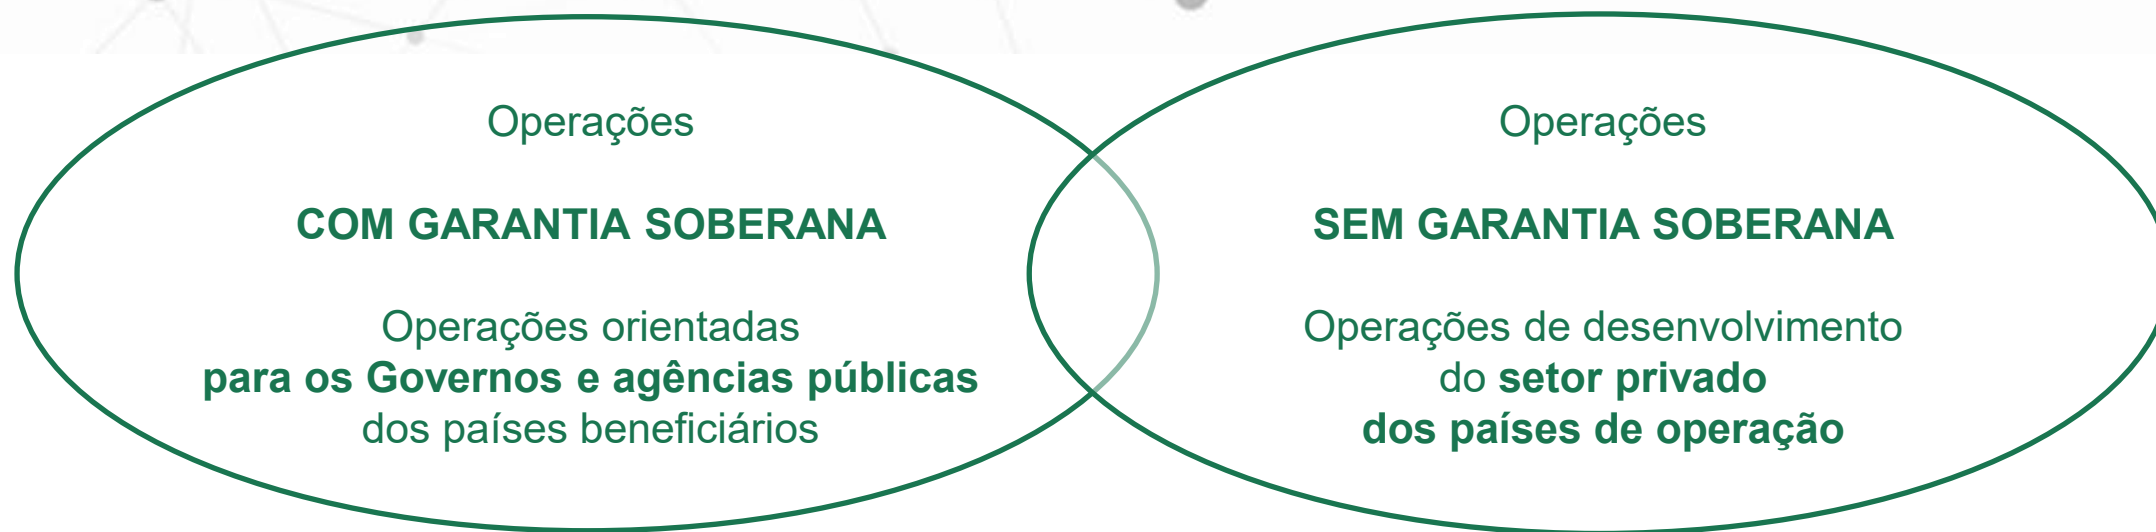 Operações
COM GARANTIA SOBERANA
Operações orientadas
para os Governos e agências públicas
dos países beneficiários
Operações
SEM GARANTIA SOBERANA
Operações de desenvolvimento
do setor privado
dos países de operação